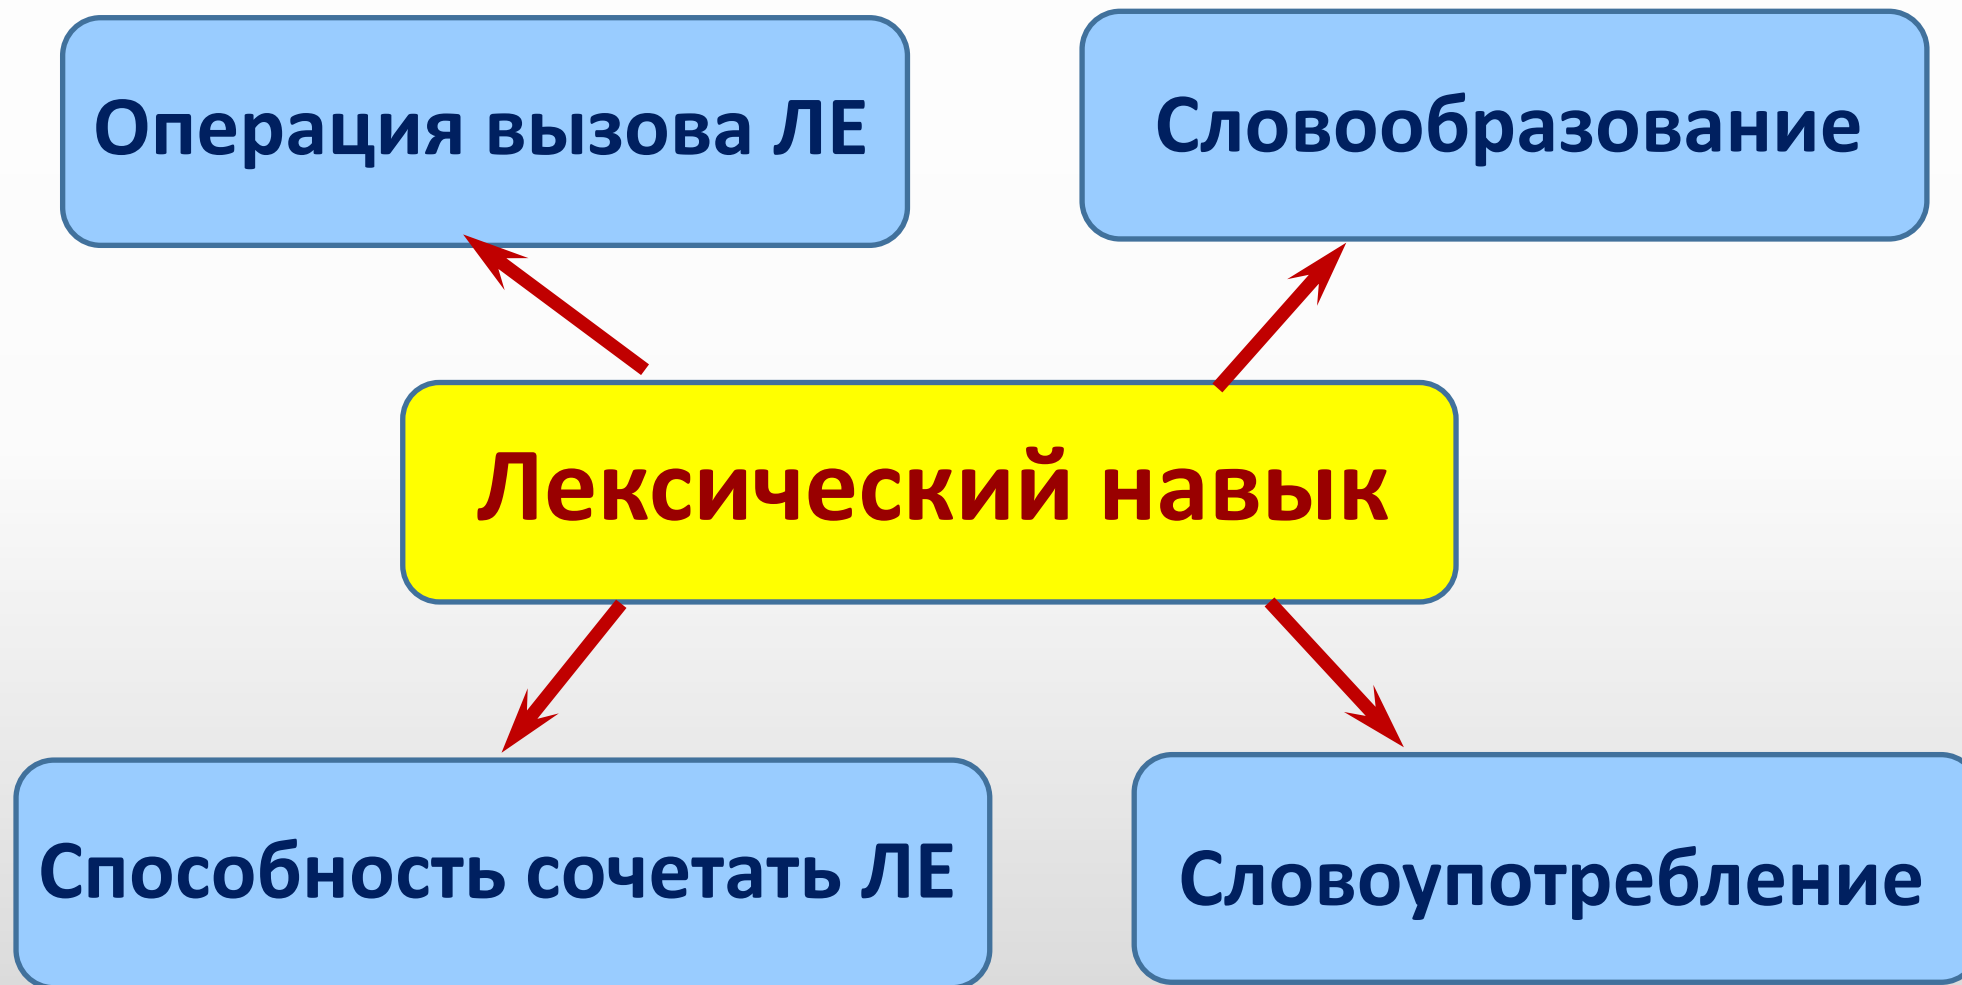 Операция вызова ЛЕ
Словообразование
Лексический навык
Способность сочетать ЛЕ
Словоупотребление